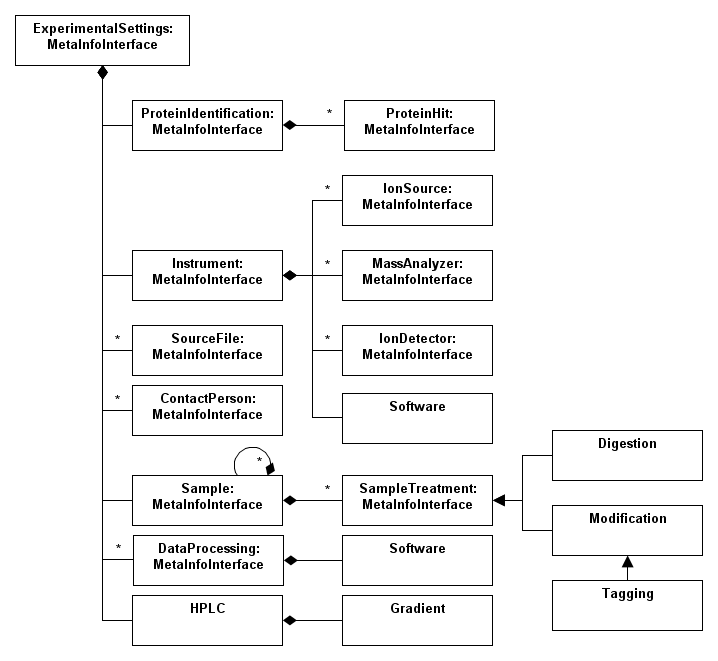 ExperimentalSettings:
MetaInfoInterface
ProteinIdentification:
MetaInfoInterface
*
ProteinHit:
MetaInfoInterface
*
IonSource:
MetaInfoInterface
Instrument:
MetaInfoInterface
*
MassAnalyzer:
MetaInfoInterface
*
SourceFile:
MetaInfoInterface
*
IonDetector:
MetaInfoInterface
*
ContactPerson:
MetaInfoInterface
Software
Digestion
*
Sample:
MetaInfoInterface
*
SampleTreatment:
MetaInfoInterface
Modification
*
DataProcessing:
MetaInfoInterface
Software
Tagging
HPLC
Gradient